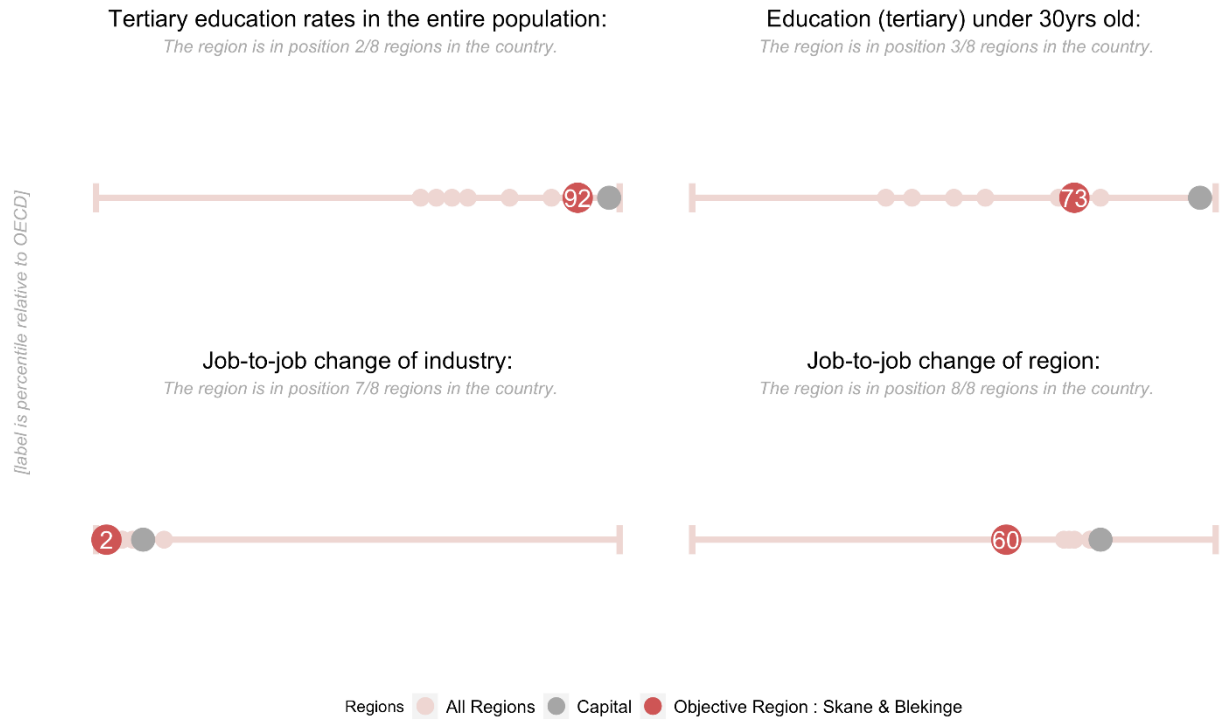 Tertiary education rates in the entire population:
The region is in position 2/8 regions in the country.
Education (tertiary) under 30yrs old:
The region is in position 3/8 regions in the country.
92
73
[label is percentile relative to OECD]
Job-to-job change of industry:
The region is in position 7/8 regions in the country.
Job-to-job change of region:
The region is in position 8/8 regions in the country.
2
60
Regions All Regions Capital Objective Region : Skane & Blekinge